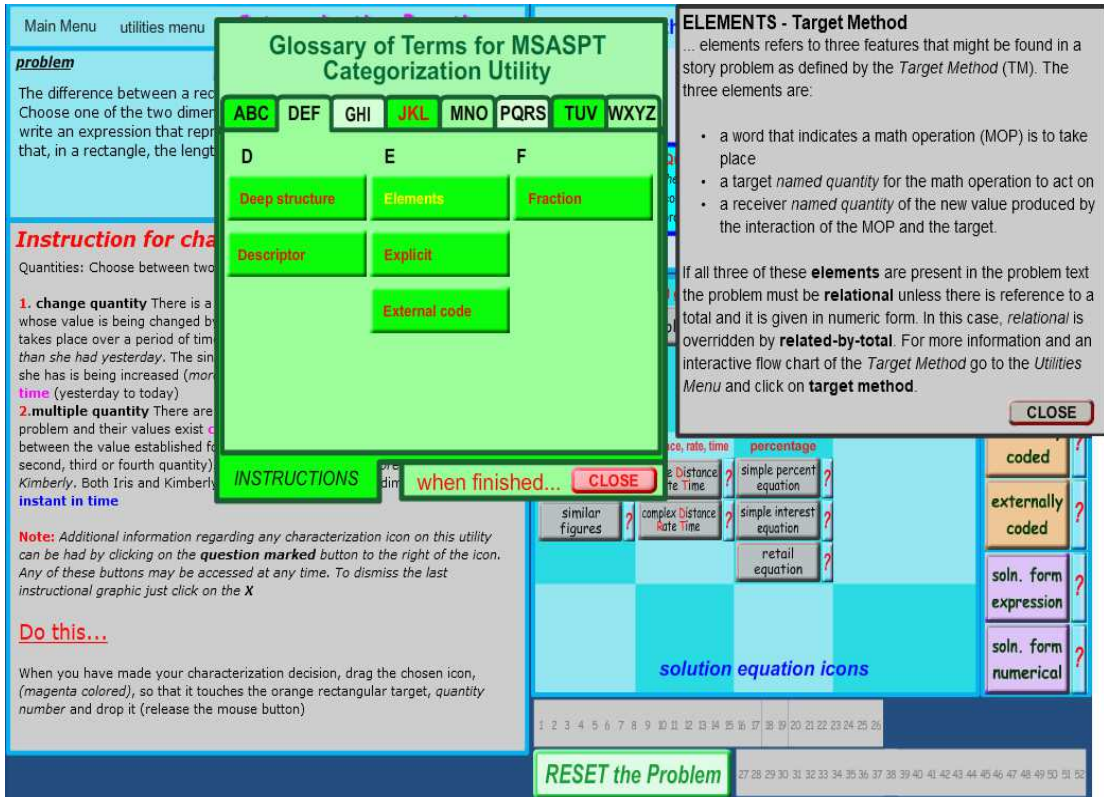 Main Menu utilities menu
problem
The difference between a rec
Choose one of the two dimen
write an expression that repr
that, in a rectangle, the lengt
Instruction for cha
Quantities: Choose between two
1. change quantity There is a
whose value is being changed by
takes place over a period of tim
than she had yesterday. The sin
she has is being increased (mor
time (yesterday to today)
2.multiple quantity There are
problem and their values exist c
between the value established fo
second, third or fourth quantity)
Kimberly. Both Iris and Kimberly
instant in time
Note: Additional information regarding any characterization icon on this utility
can be had by clicking on the question marked button to the right of the icon.
Any of these buttons may be accessed at any time. To dismiss the last
instructional graphic just click on the X
Do this...
When you have made your characterization decision, drag the chosen icon,
(magenta colored), so that it touches the orange rectangular target, quantity
number and drop it (release the mouse button)
Glossary of Terms for MSASPT
Categorization Utility
ABC DEF GHI JKL MNO PQRS TUV WXYZ
D E F
Deep structure Elements Fraction
Descriptor Explicit
External code
INSTRUCTIONS when finished... CLOSE
ELEMENTS - Target Method
... elements refers to three features that might be found in a
story problem as defined by the Target Method (TM). The
three elements are:
• a word that indicates a math operation (MOP) is to take
place
• a target named quantity for the math operation to act on
• a receiver named quantity of the new value produced by
the interaction of the MOP and the target.
If all three of these elements are present in the problem text
the problem must be relational unless there is reference to a
total and it is given in numeric form. In this case, relational is
overridden by related-by-total. For more information and an
interactive flow chart of the Target Method go to the Utilities
Menu and click on target method.
CLOSE
ce, rate, time percentage
e Distance ? simple percent ?
te Time equation
similar ? complex Distance ? simple interest ?
figures Rate Time equation
retail ?
equation
coded ?
externally ?
coded
soln. form ?
expression
soln. form ?
numerical
solution equation icons
1 2 3 4 5 6 7 8 9 10 11 12 13 14 15 16 17 18 19 20 21 22 23 24 25 26
RESET the Problem
27 28 29 30 31 32 33 34 35 36 37 38 39 40 41 42 43 44 45 46 47 48 49 50 51 52